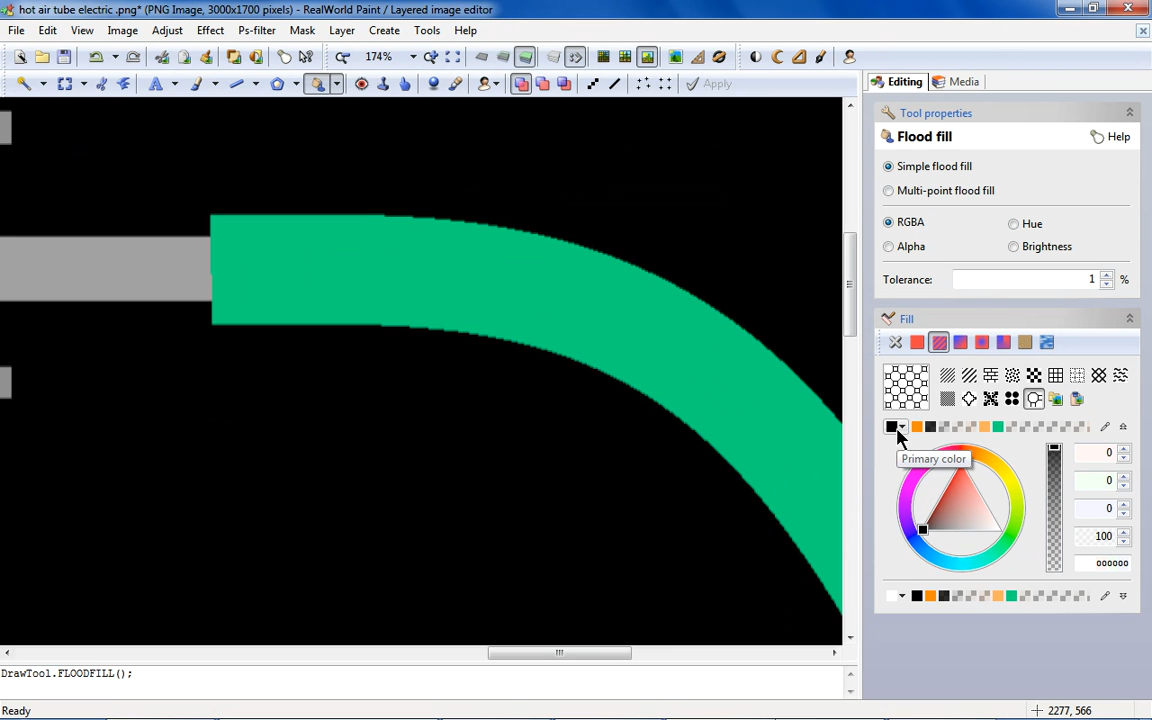 hot air tube electric .png* (PNG Image, 3000x1700 pixels) - RealWorld Paint / Layered image editor
File Edit View Image Adjust Effect Ps-filter Mask Layer Create Tools Help
174%
Apply
Editing Media
Tool properties
Flood fill Help
Simple flood fill
Multi-point flood fill
RGBA Hue
Alpha Brightness
Tolerance: 1 %
Fill
Primary color
0
0
0
100
000000
DrawTool.FLOODFILL();
Ready 2277, 566